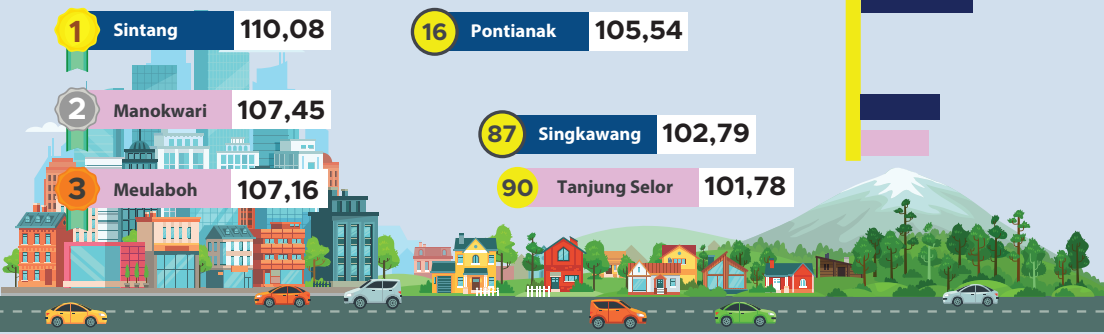 1 Sintang 110,08
2 Manokwari 107,45
3 Meulaboh 107,16
16 Pontianak 105,54
87 Singkawang 102,79
90 Tanjung Selor 101,78